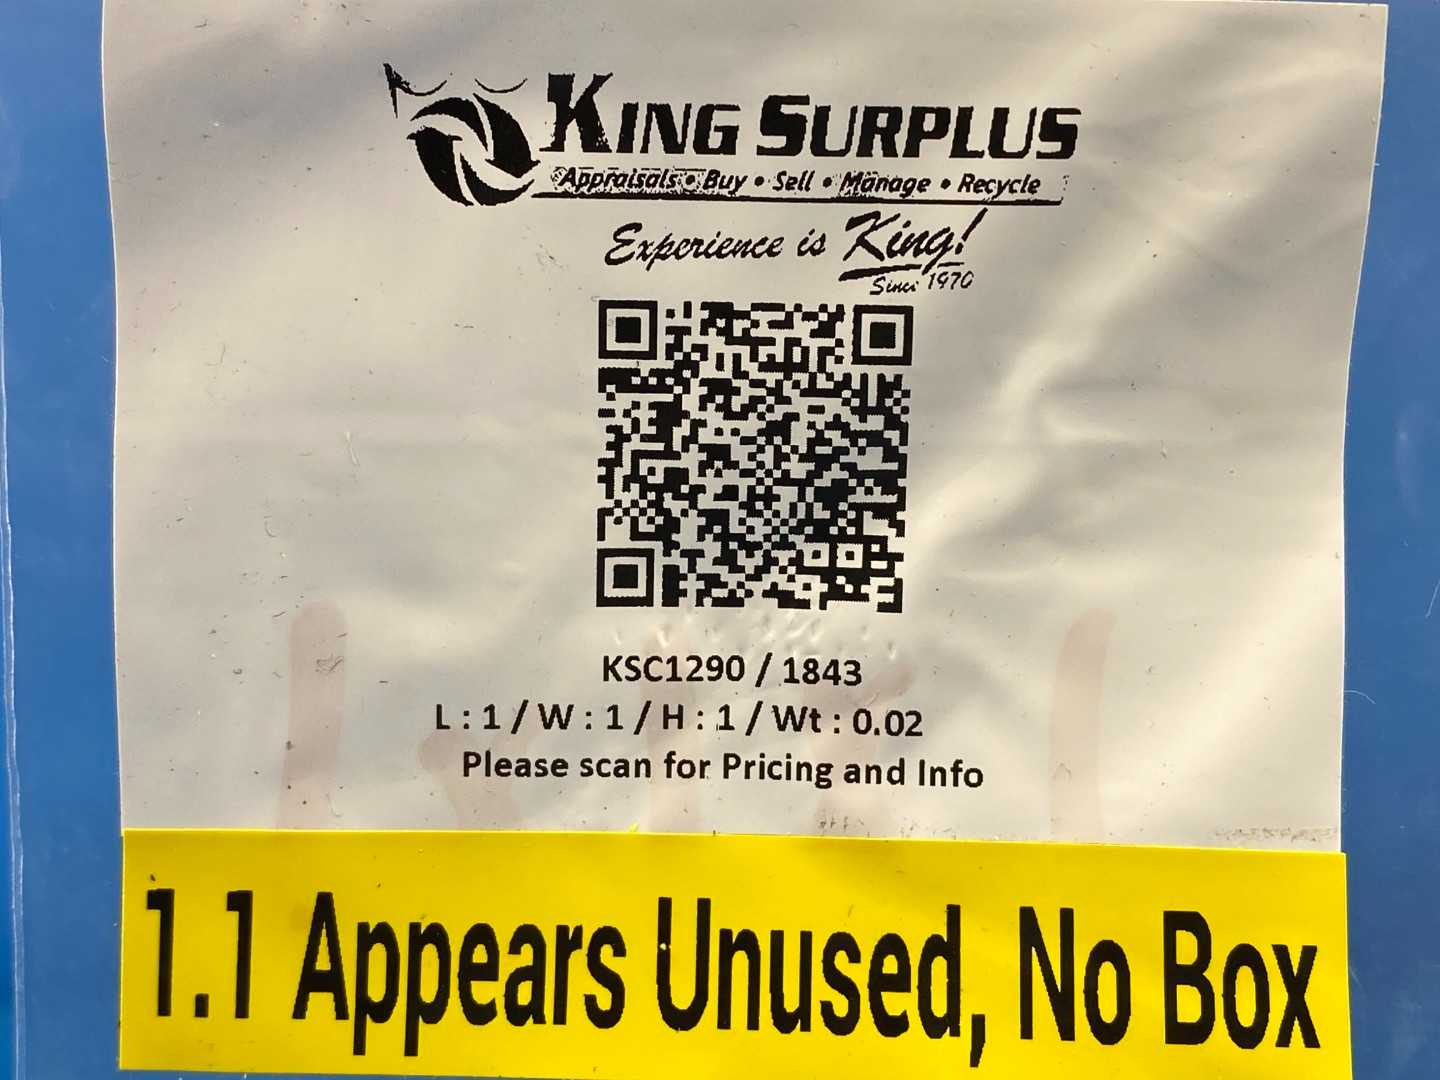 KING SURPLUS
Appraisals • Buy • Sell • Manage • Recycle
Experience is King!
Since 1970
KSC1290 / 1843
L : 1 / W : 1 / H : 1 / Wt : 0.02
Please scan for Pricing and Info
1.1 Appears Unused, No Box